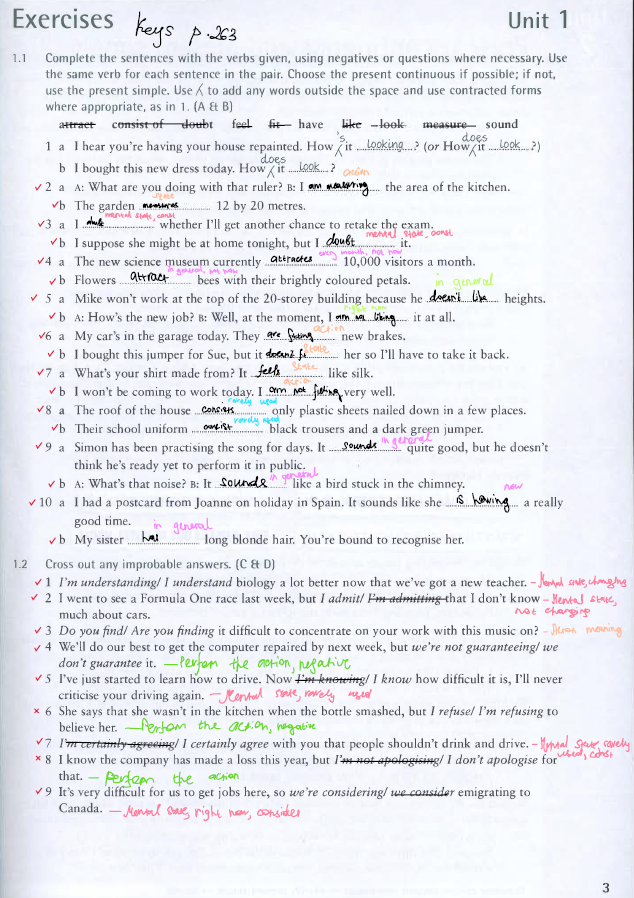 Exercises keys p.263 Unit 1
1.1 Complete the sentences with the verbs given, using negatives or questions where necessary. Use
the same verb for each sentence in the pair. Choose the present continuous if possible; if not,
use the present simple. Use ⁁ to add any words outside the space and use contracted forms
where appropriate, as in 1. (A & B)
attract consist of doubt feel fit have like look measure sound
's does
1 a I hear you're having your house repainted. How ⁁ it ....looking....? (or How ⁁ it ....look....?)
does
b I bought this new dress today. How ⁁ it ....look....?
action
✓2 a A: What are you doing with that ruler? B: I am measuring the area of the kitchen.
state
✓b The garden measures 12 by 20 metres.
mental state, const
✓3 a I doubt whether I'll get another chance to retake the exam.
mental state, const
✓b I suppose she might be at home tonight, but I doubt it.
every month, not now
✓4 a The new science museum currently attractes 10,000 visitors a month.
in general, not now
✓b Flowers attract bees with their brightly coloured petals.
in general
✓5 a Mike won't work at the top of the 20-storey building because he doesn't like heights.
right now
✓b A: How's the new job? B: Well, at the moment, I am not liking it at all.
action
✓6 a My car's in the garage today. They are fitting new brakes.
state
✓b I bought this jumper for Sue, but it doesn't fit her so I'll have to take it back.
state
✓7 a What's your shirt made from? It feels like silk.
action
✓b I won't be coming to work today. I am not feeling very well.
rarely used
✓8 a The roof of the house consists only plastic sheets nailed down in a few places.
rarely used
✓b Their school uniform consist black trousers and a dark green jumper.
in general
✓9 a Simon has been practising the song for days. It sounds quite good, but he doesn't
think he's ready yet to perform it in public.
in general
✓b A: What's that noise? B: It sounds like a bird stuck in the chimney.
now
✓10 a I had a postcard from Joanne on holiday in Spain. It sounds like she is having a really
good time.
in general
✓b My sister has long blonde hair. You're bound to recognise her.
1.2 Cross out any improbable answers. (C & D)
✓1 I'm understanding/ I understand biology a lot better now that we've got a new teacher. – Mental state, changing
✓2 I went to see a Formula One race last week, but I admit/ I'm admitting that I don't know – Mental state,
much about cars. not changing
✓3 Do you find/ Are you finding it difficult to concentrate on your work with this music on? –
✓4 We'll do our best to get the computer repaired by next week, but we're not guaranteeing/ we
don't guarantee it. – Perfom the action, negative
✓5 I've just started to learn how to drive. Now I'm knowing/ I know how difficult it is, I'll never
criticise your driving again. – Mental state, rarely used
× 6 She says that she wasn't in the kitchen when the bottle smashed, but I refuse/ I'm refusing to
believe her. – Perfom the action, negative
✓7 I'm certainly agreeing/ I certainly agree with you that people shouldn't drink and drive. – Mental state, rarely
used, const
× 8 I know the company has made a loss this year, but I'm not apologising/ I don't apologise for
that. – Perfom the action
✓9 It's very difficult for us to get jobs here, so we're considering/ we consider emigrating to
Canada. – Mental state, right now, consider
3